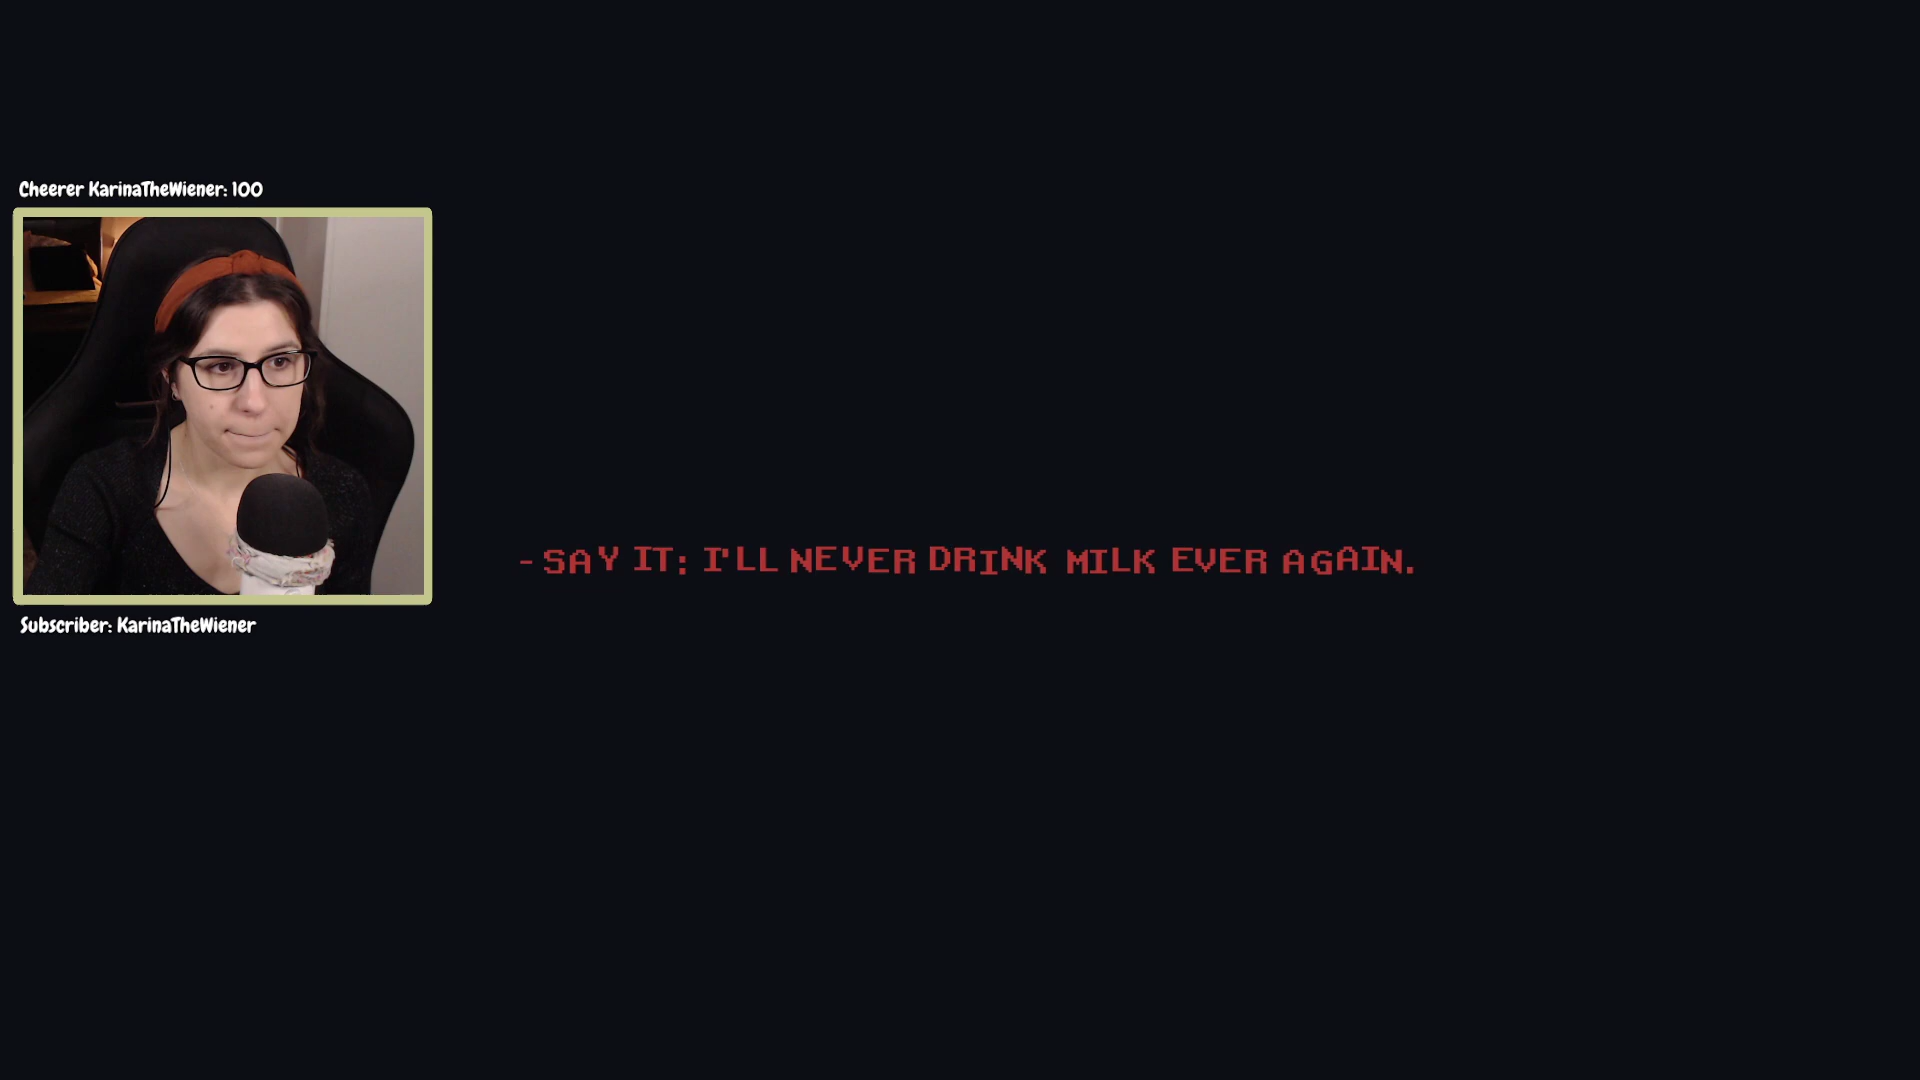 Cheerer KarinaTheWiener: 100
- SAY IT: I'LL NEVER DRINK MILK EVER AGAIN.
Subscriber: KarinaTheWiener